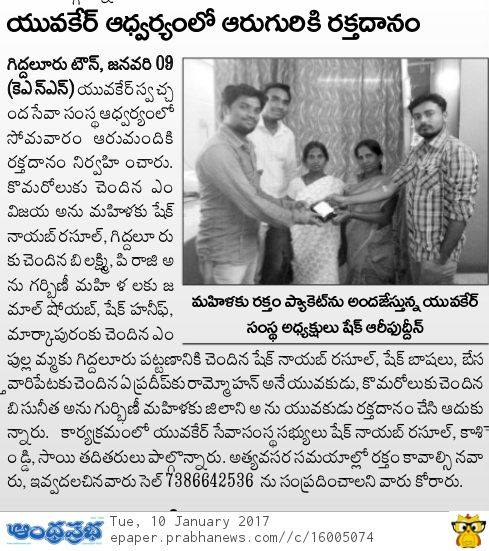 యువకేర్ ఆధ్వర్యంలో ఆరుగురికి రక్తదానం
గిద్దలూరు టౌన్, జనవరి 09
(కెఎన్ఎన్) యువకేర్ స్వచ్ఛ
ందసేవా సంస్థ ఆధ్వర్యంలో
సోమవారం ఆరుమందికి
రక్తదానం నిర్వహి ంచారు.
కొమరోలుకు చెందిన ఎం
విజయ అను మహిళకు షేక్
నాయబ్ రసూల్, గిద్దలూ రు
కు చెందిన బి లక్ష్మి, పి రాజి అ
ను గర్భిణీ మహి ళ లకు జ
మాల్ షోయబ్, షేక్ హనీఫ్,
మార్కాపురంకు చెందిన ఎం
మహిళకు రక్తం ప్యాకెట్‌ను అందజేస్తున్న యువకేర్
సంస్థ అధ్యక్షులు షేక్ ఆరీఫుద్దీన్
పుల్ల మ్మకు గిద్దలూరు పట్టణానికి చెందిన షేక్ నాయబ్ రసూల్, షేక్ బాషలు, బేస
్తవారిపేటకు చెందిన ఏ ప్రదీప్‌కు రామ్మోహన్ అనే యువకుడు, కొమరోలుకు చెందిన
బి సునీత అను గుర్భిణీ మహిళకు జిలాని అ ను యువకుడు రక్తదానం చేసి ఆదుకు
న్నారు. కార్యక్రమంలో యువకేర్ సేవాసంస్థ సభ్యులు షేక్ నాయబ్ రసూల్, కాశి
ం డ్డి, సాయి తదితరులు పాల్గొన్నారు. అత్యవసర సమయాల్లో రక్తం కావాల్సి నవా
రు, ఇవ్వదలచిన వారు సెల్ 7386642536 ను సంప్రదించాలని వారు కోరారు.
ఆంధ్రప్రభ
Tue, 10 January 2017
epaper.prabhanews.com//c/16005074